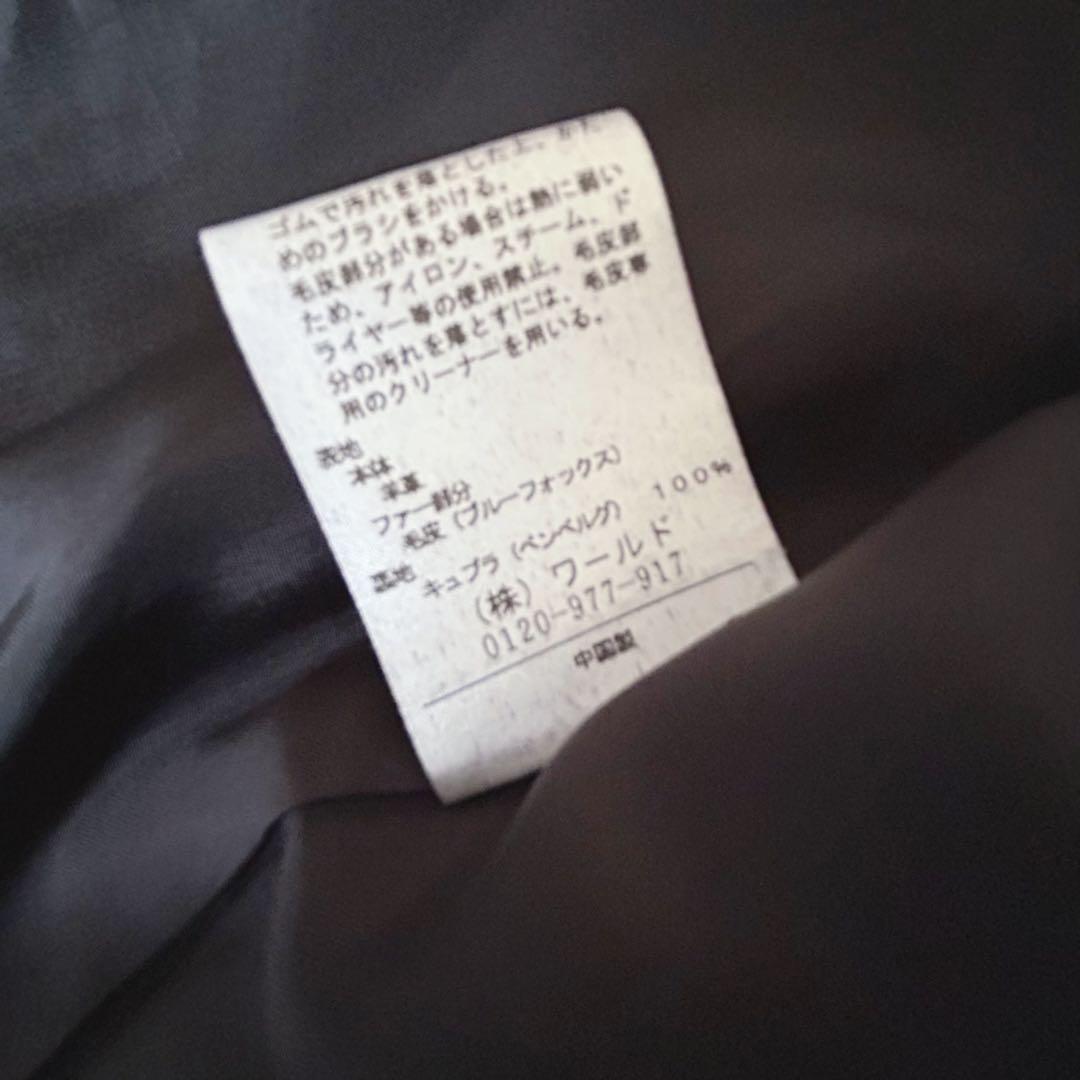 ゴムで汚れを落とした上、かた
めのブラシをかける。
毛皮部分がある場合は熱に弱い
ため、アイロン、スチーム、ド
ライヤー等の使用禁止。毛皮部
分の汚れを落とすには、毛皮専
用のクリーナーを用いる。
表地
本体
羊革
ファー部分
毛皮(ブルーフォックス)
裏地
キュプラ(ベンベルグ) 100%
(株) ワールド
0120-977-917
中国製